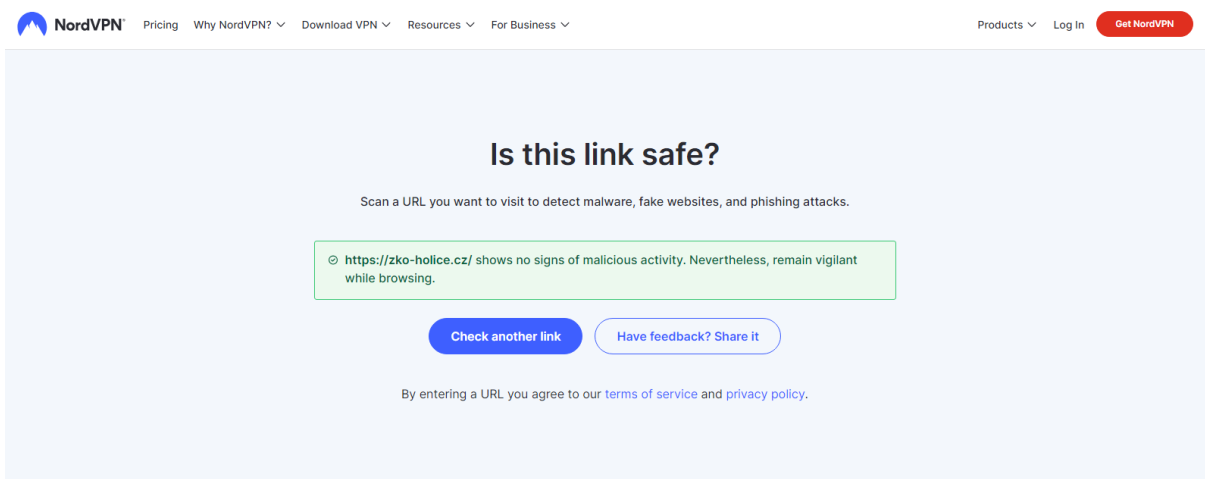 NordVPN® Pricing Why NordVPN? Download VPN Resources For Business Products Log In Get NordVPN
Is this link safe?
Scan a URL you want to visit to detect malware, fake websites, and phishing attacks.
https://zko-holice.cz/ shows no signs of malicious activity. Nevertheless, remain vigilant
while browsing.
Check another link Have feedback? Share it
By entering a URL you agree to our terms of service and privacy policy.